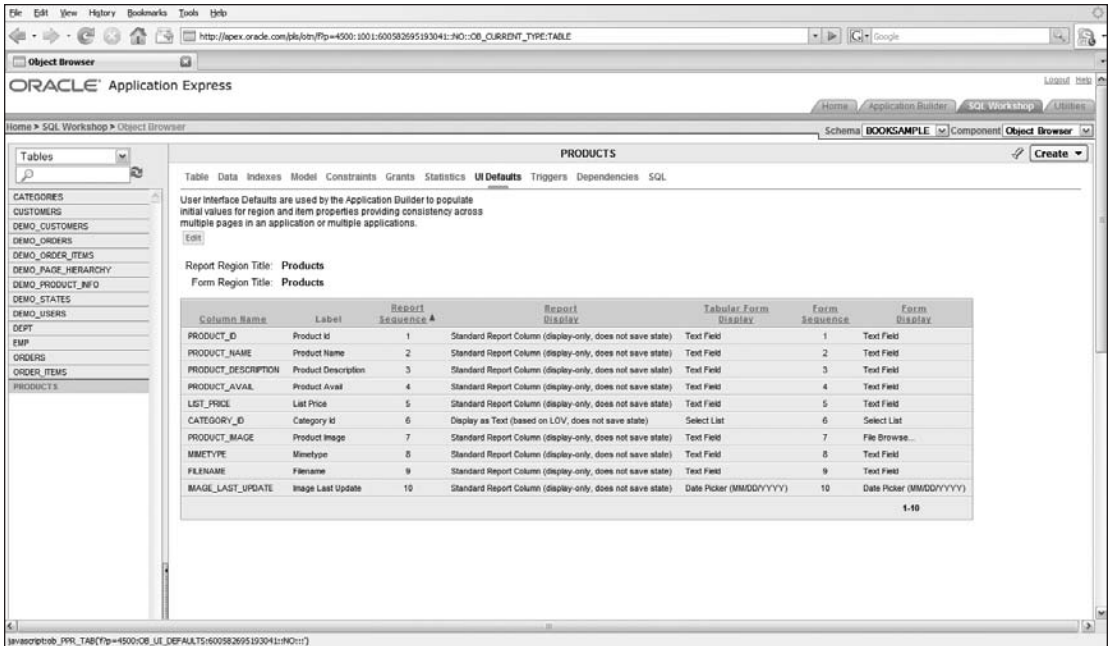 File Edit View History Bookmarks Tools Help
http://apex.oracle.com/pls/otn/f?p=4500:1001:600582695193041::NO::OB_CURRENT_TYPE:TABLE
Google
Object Browser
ORACLE Application Express
Logout Help
Home Application Builder SQL Workshop Utilities
Home > SQL Workshop > Object Browser
Schema BOOKSAMPLE Component Object Browser
Tables
PRODUCTS
Create
Table Data Indexes Model Constraints Grants Statistics UI Defaults Triggers Dependencies SQL
CATEGORIES
CUSTOMERS
DEMO_CUSTOMERS
DEMO_ORDERS
DEMO_ORDER_ITEMS
DEMO_PAGE_HIERARCHY
DEMO_PRODUCT_INFO
DEMO_STATES
DEMO_USERS
DEPT
EMP
ORDERS
ORDER_ITEMS
PRODUCTS
User Interface Defaults are used by the Application Builder to populate
initial values for region and item properties providing consistency across
multiple pages in an application or multiple applications.
Edit
Report Region Title: Products
Form Region Title: Products
Column Name Label Report Sequence Report Display Tabular Form Display Form Sequence Form Display
PRODUCT_ID Product Id 1 Standard Report Column (display-only, does not save state) Text Field 1 Text Field
PRODUCT_NAME Product Name 2 Standard Report Column (display-only, does not save state) Text Field 2 Text Field
PRODUCT_DESCRIPTION Product Description 3 Standard Report Column (display-only, does not save state) Text Field 3 Text Field
PRODUCT_AVAIL Product Avail 4 Standard Report Column (display-only, does not save state) Text Field 4 Text Field
LIST_PRICE List Price 5 Standard Report Column (display-only, does not save state) Text Field 5 Text Field
CATEGORY_ID Category Id 6 Display as Text (based on LOV, does not save state) Select List 6 Select List
PRODUCT_IMAGE Product Image 7 Standard Report Column (display-only, does not save state) Text Field 7 File Browse...
MIMETYPE Mimetype 8 Standard Report Column (display-only, does not save state) Text Field 8 Text Field
FILENAME Filename 9 Standard Report Column (display-only, does not save state) Text Field 9 Text Field
IMAGE_LAST_UPDATE Image Last Update 10 Standard Report Column (display-only, does not save state) Date Picker (MM/DD/YYYY) 10 Date Picker (MM/DD/YYYY)
1-10
javascript:ob_PPR_TAB('f?p=4500:OB_UI_DEFAULTS:600582695193041::NO:::')